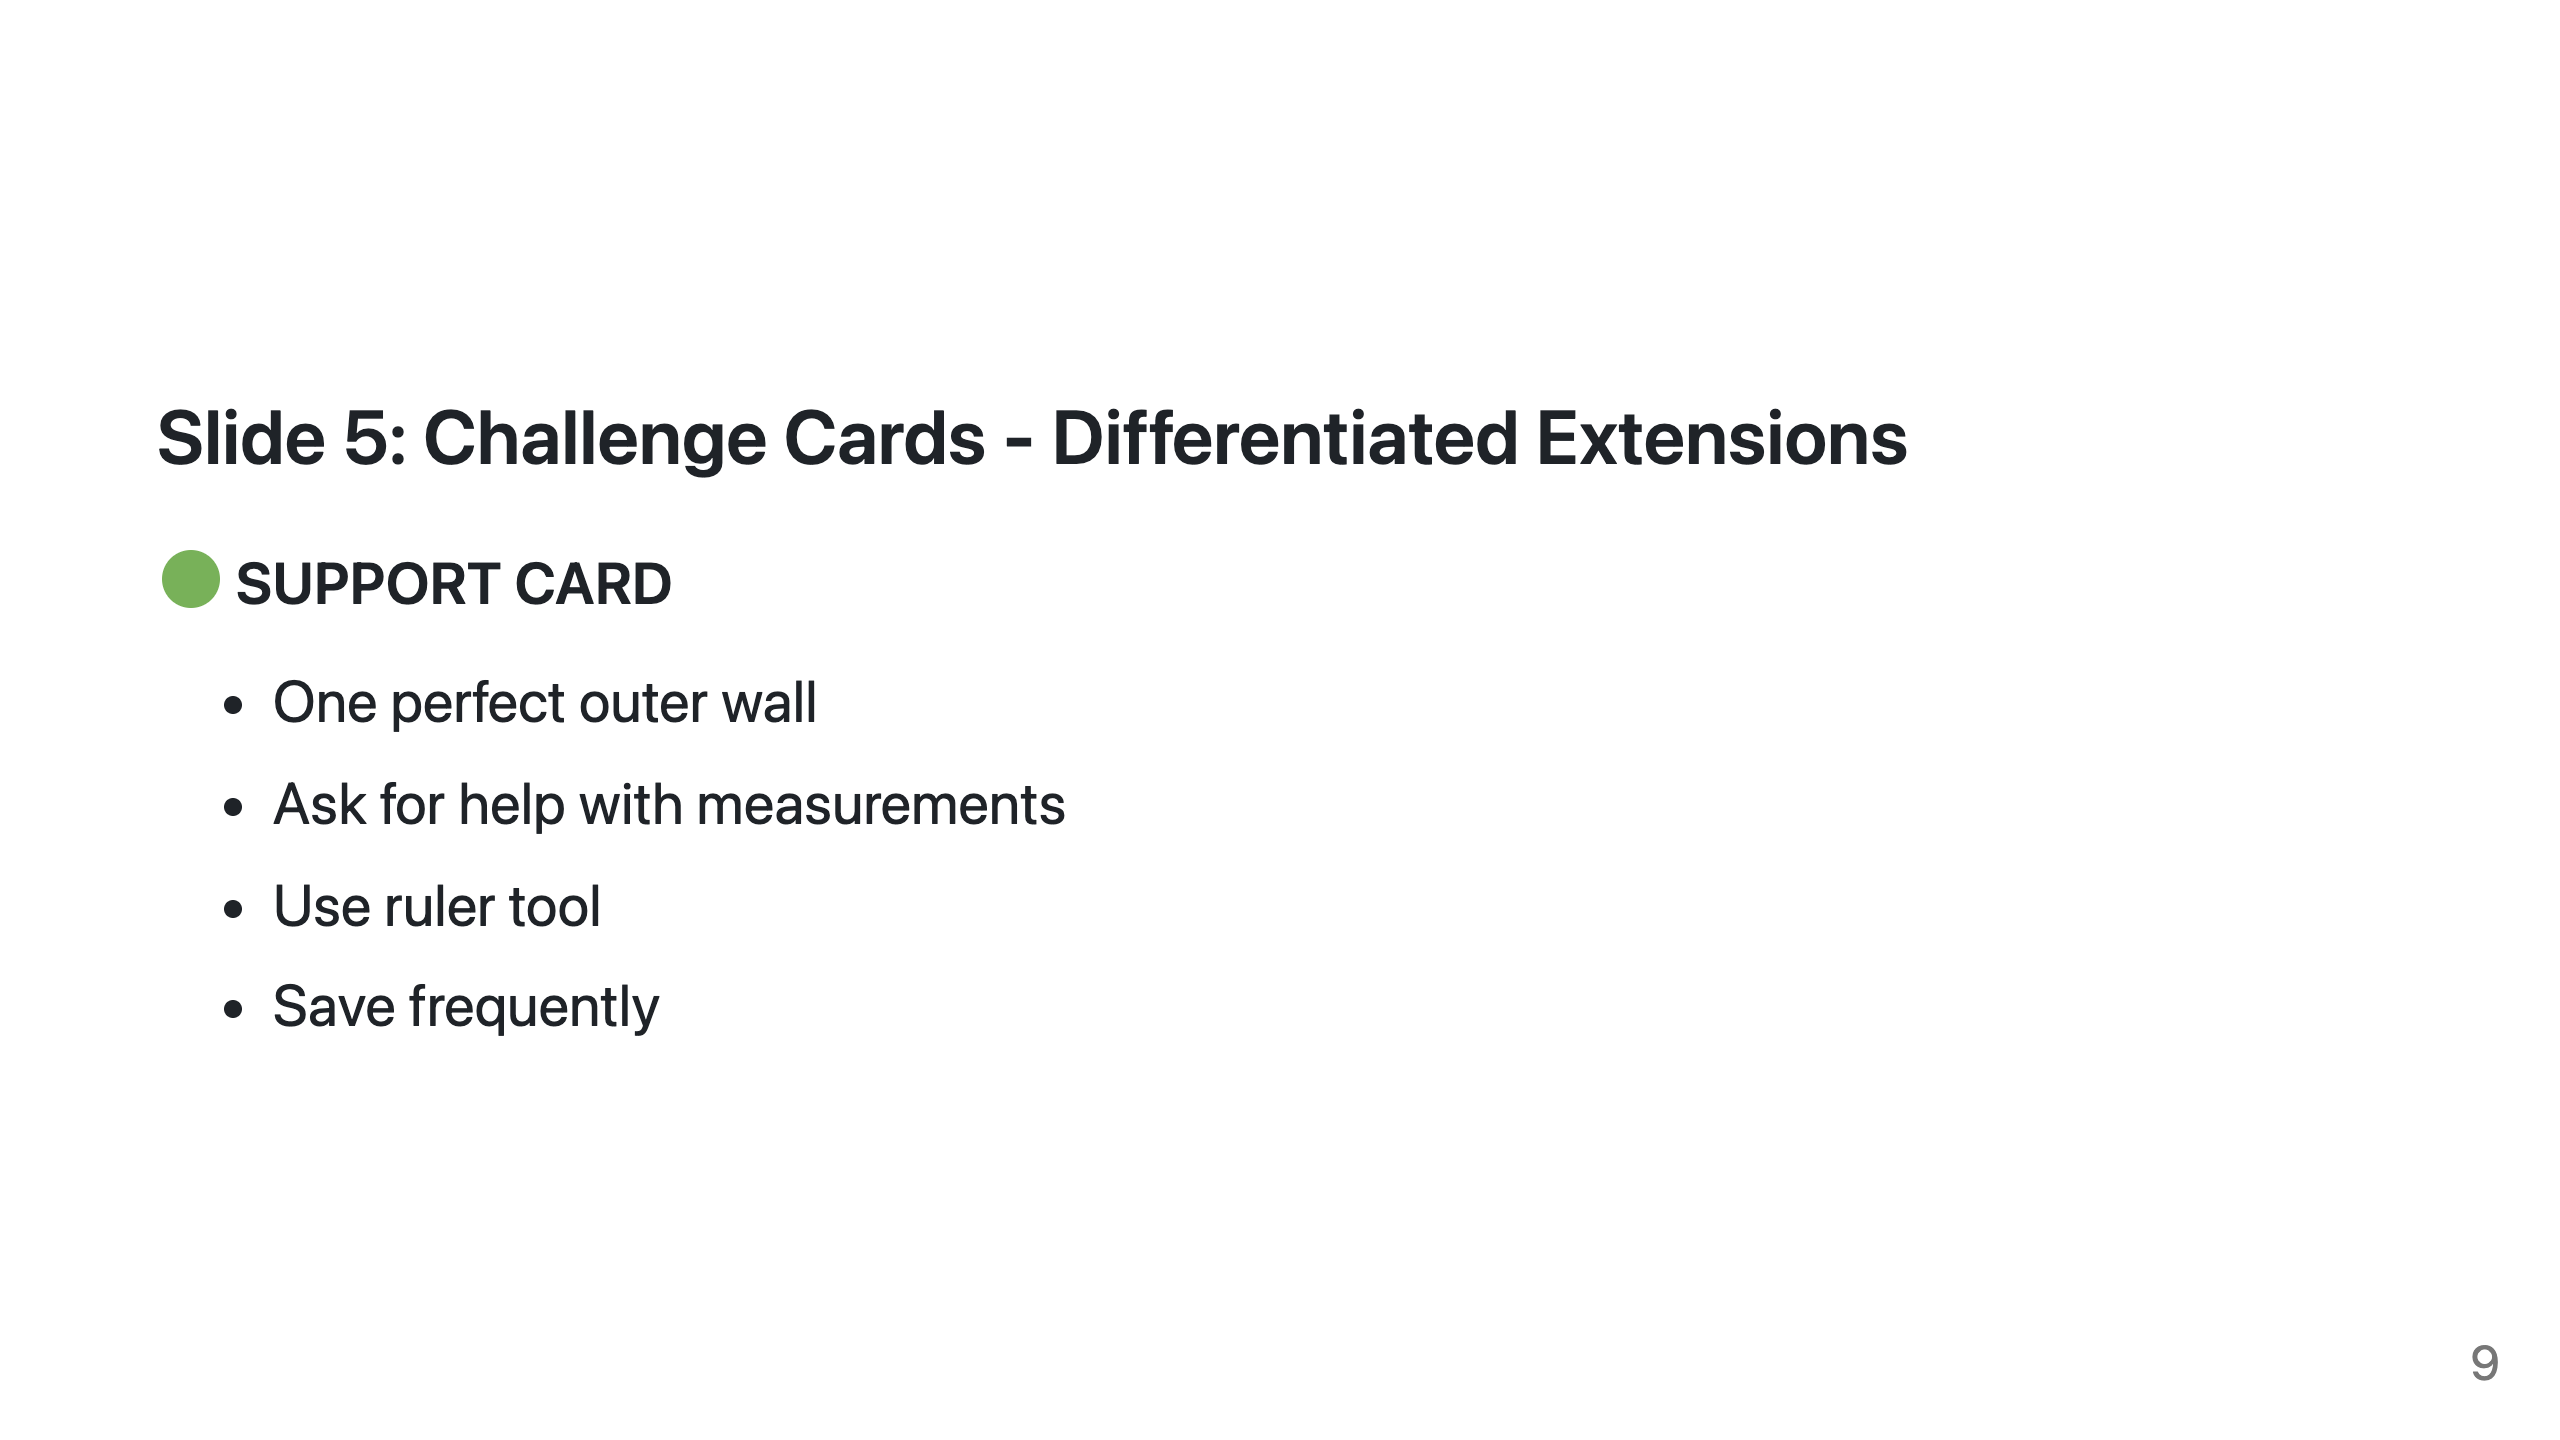 Slide 5: Challenge Cards - Differentiated Extensions
🟢 SUPPORT CARD
• One perfect outer wall
• Ask for help with measurements
• Use ruler tool
• Save frequently
9